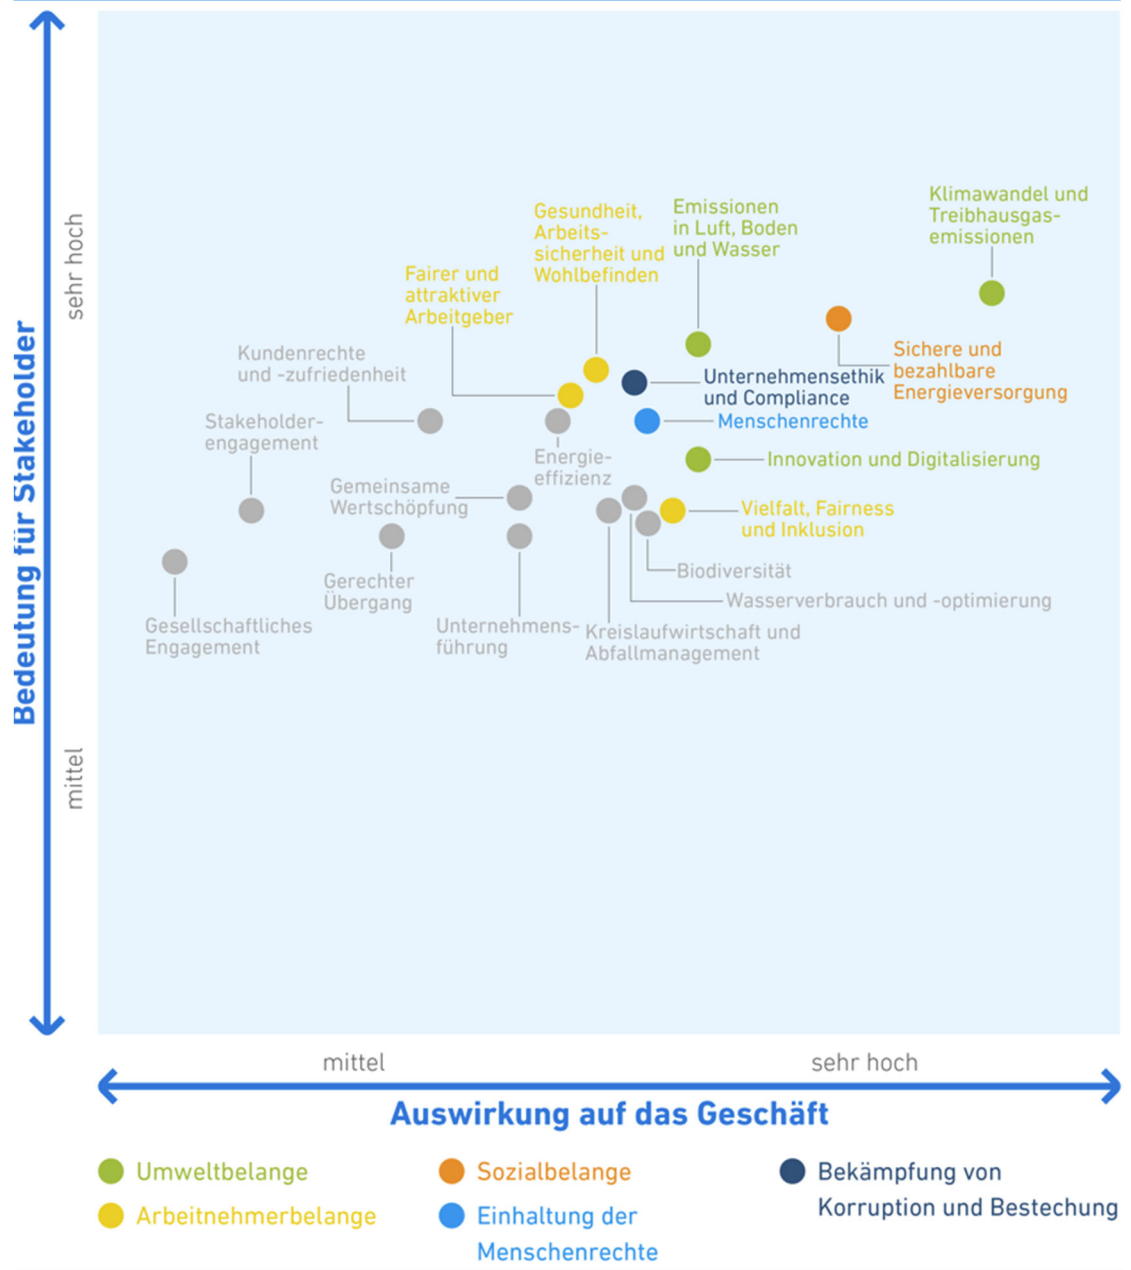 Bedeutung für Stakeholder
sehr hoch
mittel
Klimawandel und
Treibhausgas-
emissionen
Emissionen
in Luft, Boden
und Wasser
Gesundheit,
Arbeits-
sicherheit und
Wohlbefinden
Fairer und
attraktiver
Arbeitgeber
Sichere und
bezahlbare
Energieversorgung
Kundenrechte
und -zufriedenheit
Unternehmensethik
und Compliance
Menschenrechte
Stakeholder-
engagement
Energie-
effizienz
Innovation und Digitalisierung
Gemeinsame
Wertschöpfung
Vielfalt, Fairness
und Inklusion
Biodiversität
Gerechter
Übergang
Wasserverbrauch und -optimierung
Gesellschaftliches
Engagement
Unternehmens-
führung
Kreislaufwirtschaft und
Abfallmanagement
mittel
sehr hoch
Auswirkung auf das Geschäft
Umweltbelange
Arbeitnehmerbelange
Sozialbelange
Einhaltung der
Menschenrechte
Bekämpfung von
Korruption und Bestechung